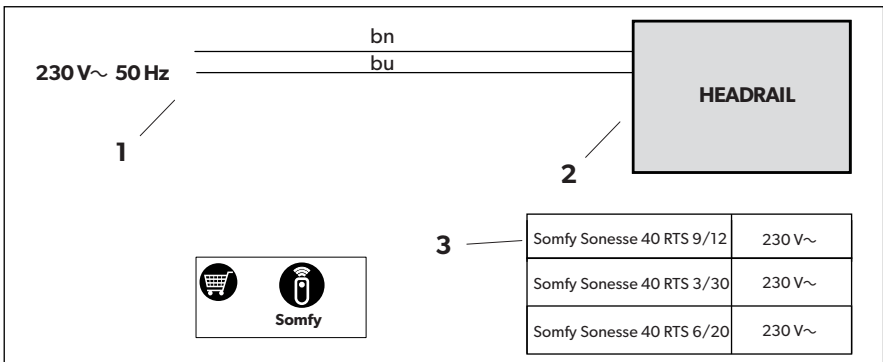 bn
bu
230 V~ 50 Hz
HEADRAIL
1
2
3
Somfy Sonesse 40 RTS 9/12 230 V~
Somfy Sonesse 40 RTS 3/30 230 V~
Somfy Sonesse 40 RTS 6/20 230 V~
Somfy